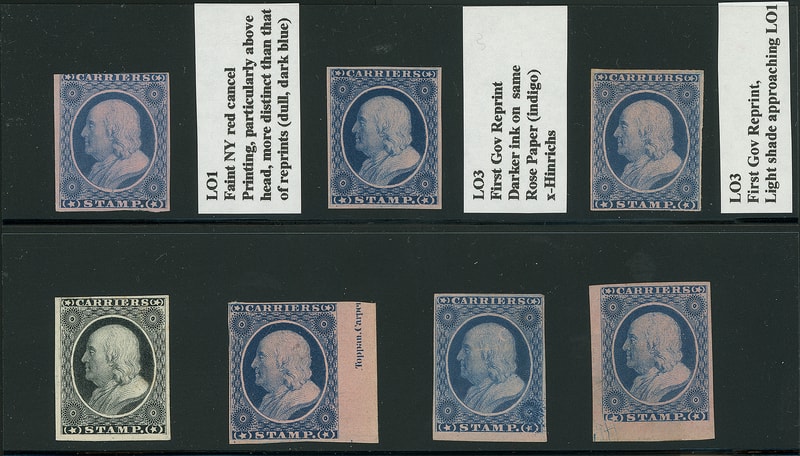 CARRIERS
STAMP.
LO1
Faint NY red cancel
Printing, particularly above
head, more distinct than that
of reprints (dull, dark blue)
CARRIERS
STAMP.
LO3
First Gov Reprint
Darker ink on same
Rose Paper (indigo)
x-Hinrichs
CARRIERS
STAMP.
LO3
First Gov Reprint,
Light shade approaching LO1
CARRIERS
STAMP.
CARRIERS
STAMP.
Toppan, Carpe
CARRIERS
STAMP.
CARRIERS
STAMP.